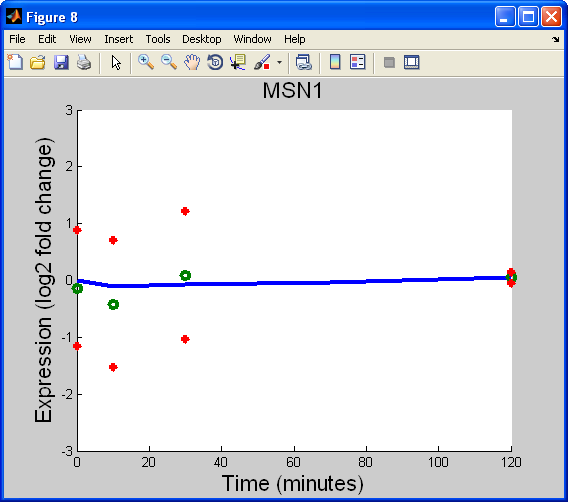 Figure 8
File Edit View Insert Tools Desktop Window Help
MSN1
3
2
1
0
-1
-2
-3
Expression (log2 fold change)
0 20 40 60 80 100 120
Time (minutes)